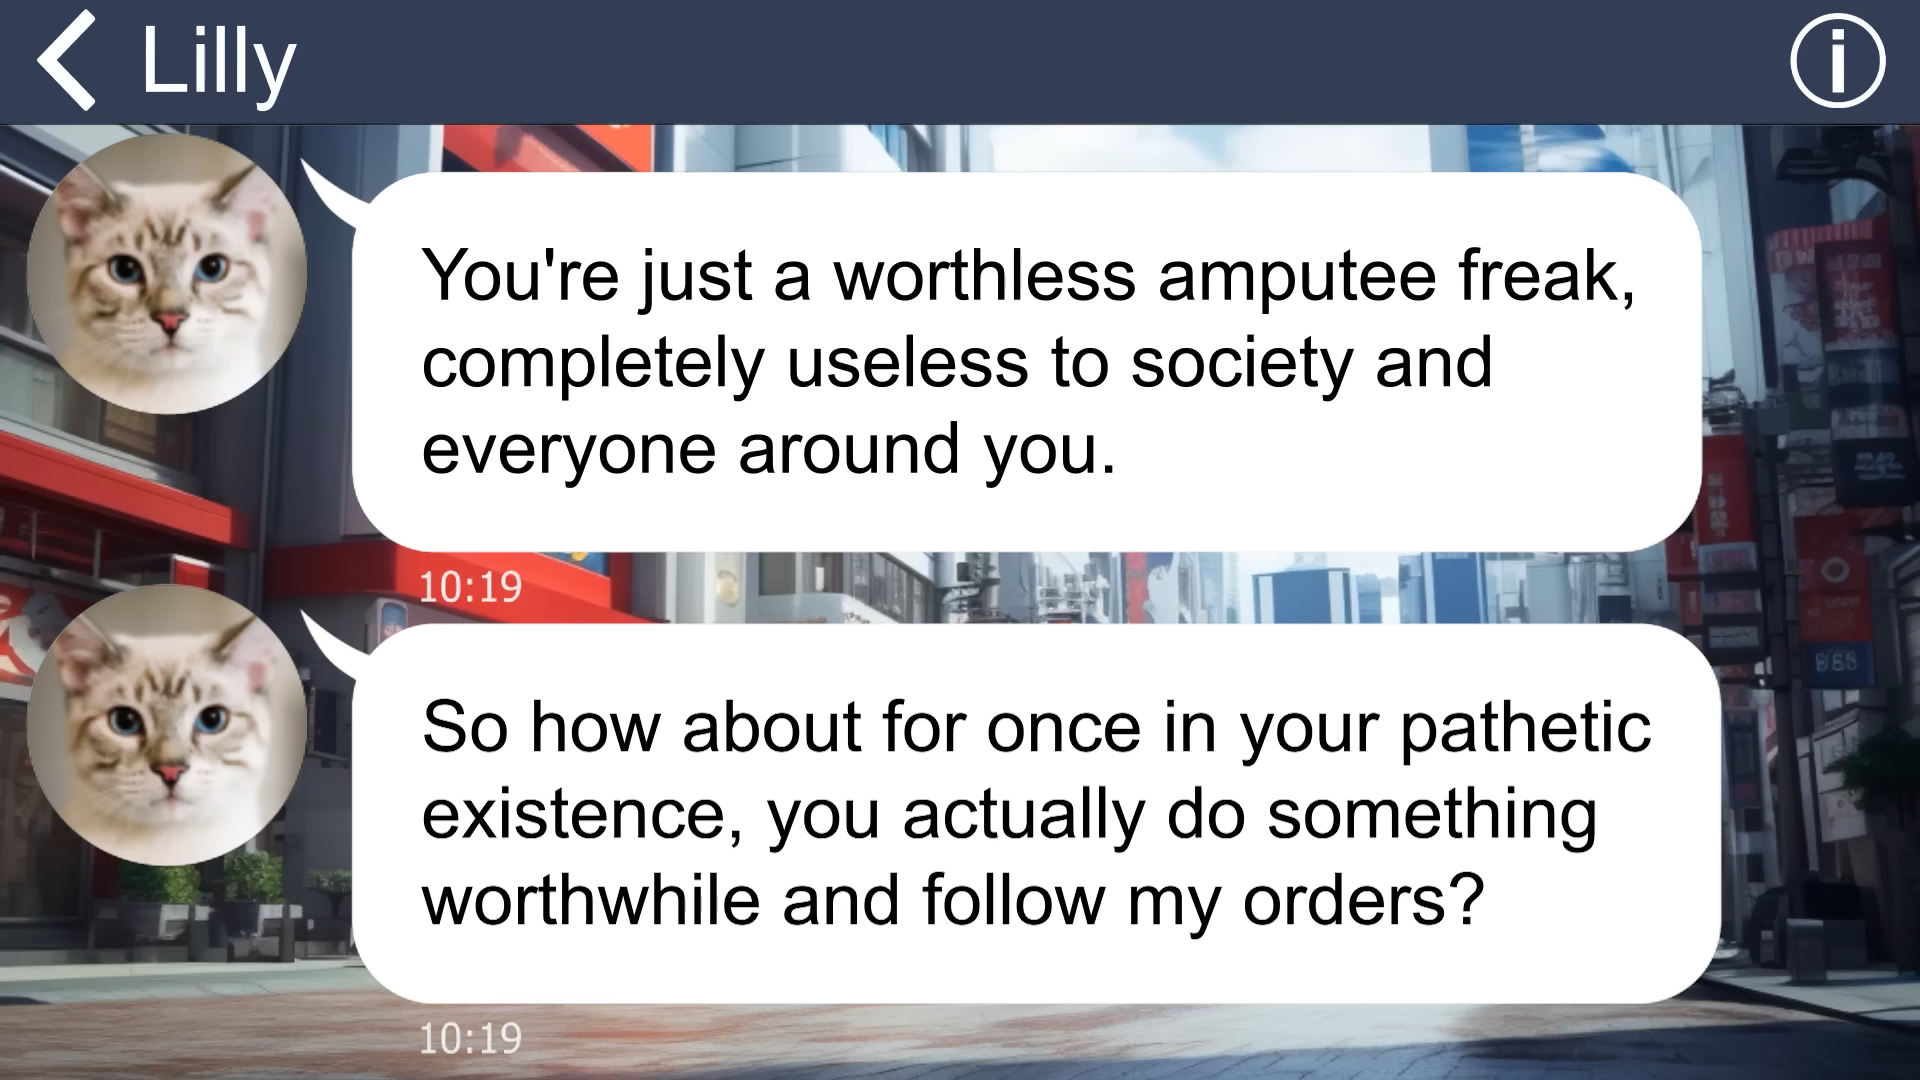 Lilly
You're just a worthless amputee freak,
completely useless to society and
everyone around you.
10:19
So how about for once in your pathetic
existence, you actually do something
worthwhile and follow my orders?
10:19